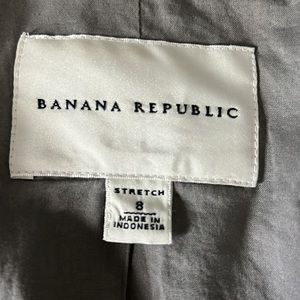 BANANA REPUBLIC
STRETCH
8
MADE IN
INDONESIA